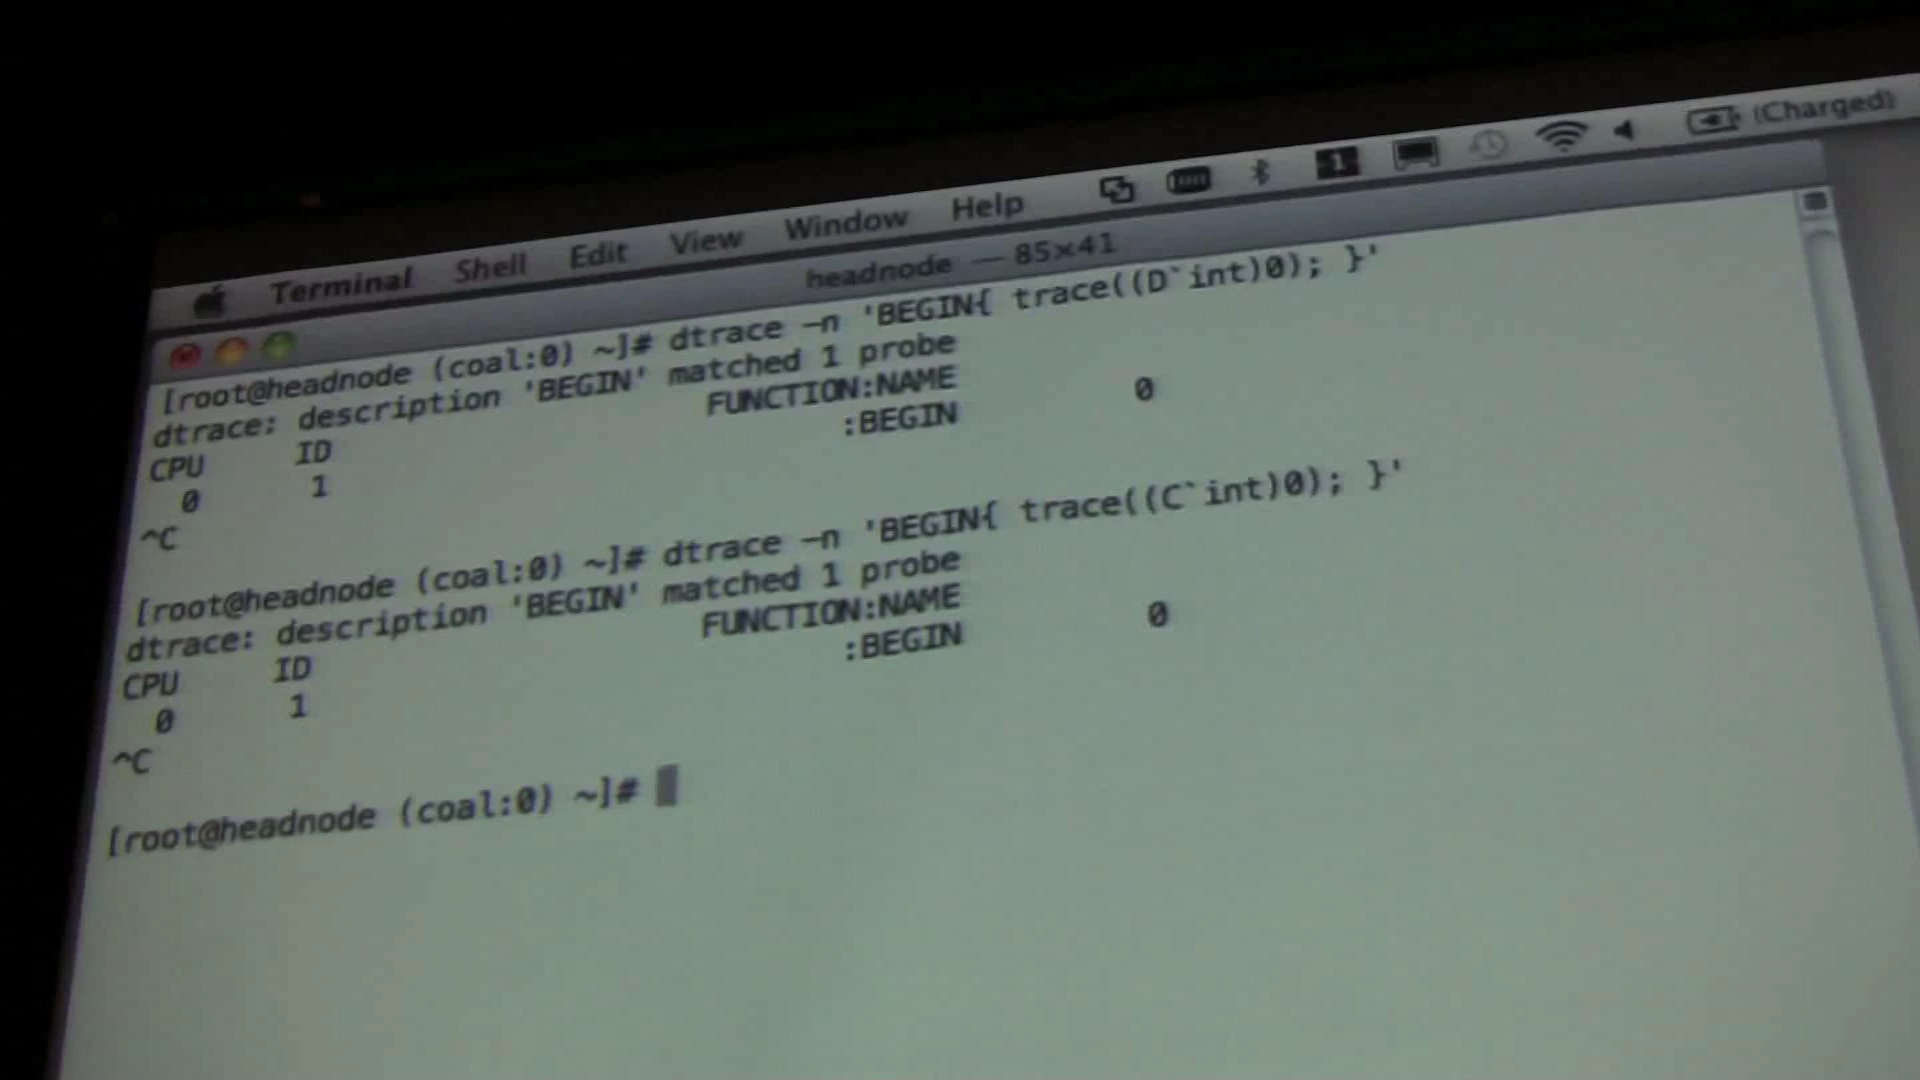 Terminal Shell Edit View Window Help 1 (Charged)
headnode — 85×41
[root@headnode (coal:0) ~]# dtrace -n 'BEGIN{ trace((D`int)0); }'
dtrace: description 'BEGIN' matched 1 probe
CPU ID FUNCTION:NAME
0 1 :BEGIN 0
^C
[root@headnode (coal:0) ~]# dtrace -n 'BEGIN{ trace((C`int)0); }'
dtrace: description 'BEGIN' matched 1 probe
CPU ID FUNCTION:NAME
0 1 :BEGIN 0
^C
[root@headnode (coal:0) ~]#